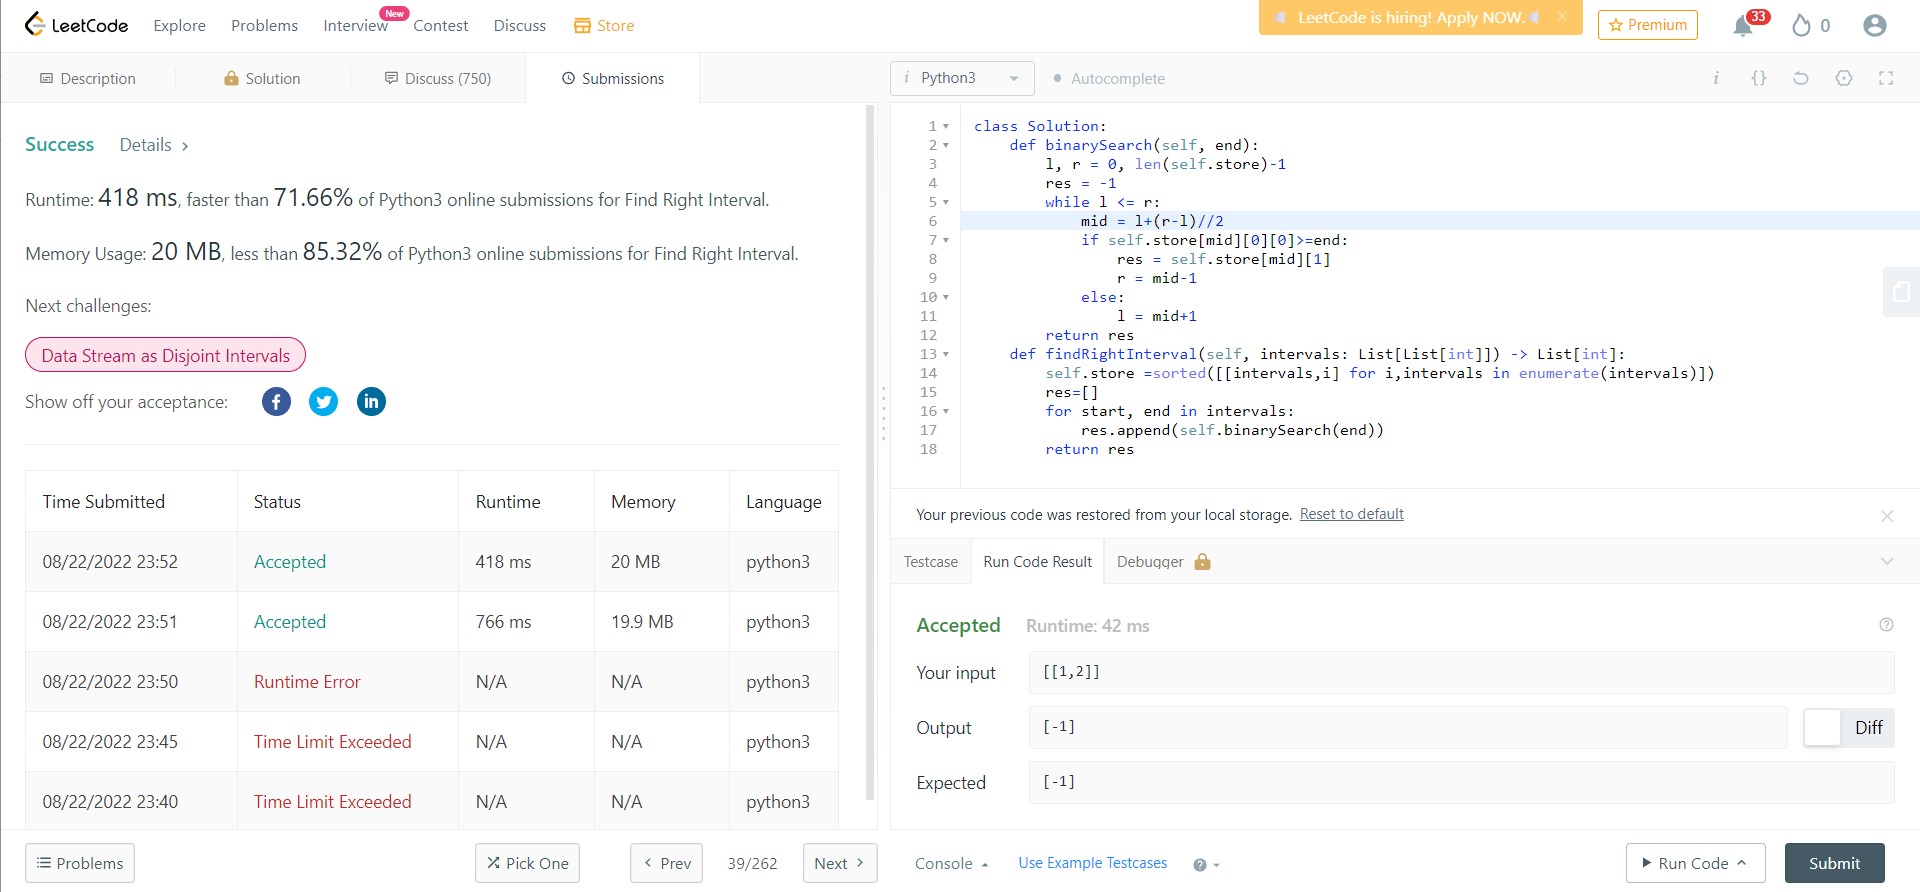 LeetCode Explore Problems Interview New Contest Discuss Store LeetCode is hiring! Apply NOW. Premium 33 0
Description Solution Discuss (750) Submissions
Success Details
Runtime: 418 ms, faster than 71.66% of Python3 online submissions for Find Right Interval.
Memory Usage: 20 MB, less than 85.32% of Python3 online submissions for Find Right Interval.
Next challenges:
Data Stream as Disjoint Intervals
Show off your acceptance:
Time Submitted Status Runtime Memory Language
08/22/2022 23:52 Accepted 418 ms 20 MB python3
08/22/2022 23:51 Accepted 766 ms 19.9 MB python3
08/22/2022 23:50 Runtime Error N/A N/A python3
08/22/2022 23:45 Time Limit Exceeded N/A N/A python3
08/22/2022 23:40 Time Limit Exceeded N/A N/A python3
Problems Pick One Prev 39/262 Next
i Python3 Autocomplete i {}
1 class Solution:
2     def binarySearch(self, end):
3         l, r = 0, len(self.store)-1
4         res = -1
5         while l <= r:
6             mid = l+(r-l)//2
7             if self.store[mid][0][0]>=end:
8                 res = self.store[mid][1]
9                 r = mid-1
10             else:
11                 l = mid+1
12         return res
13     def findRightInterval(self, intervals: List[List[int]]) -> List[int]:
14         self.store =sorted([[intervals,i] for i,intervals in enumerate(intervals)])
15         res=[]
16         for start, end in intervals:
17             res.append(self.binarySearch(end))
18         return res
Your previous code was restored from your local storage. Reset to default
Testcase Run Code Result Debugger
Accepted Runtime: 42 ms
Your input [[1,2]]
Output [-1] Diff
Expected [-1]
Console Use Example Testcases Run Code Submit